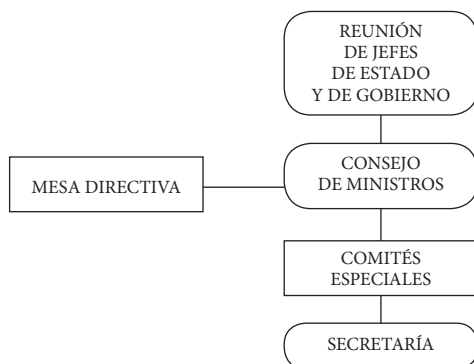 REUNIÓN
DE JEFES
DE ESTADO
Y DE GOBIERNO
MESA DIRECTIVA
CONSEJO
DE MINISTROS
COMITÉS
ESPECIALES
SECRETARÍA